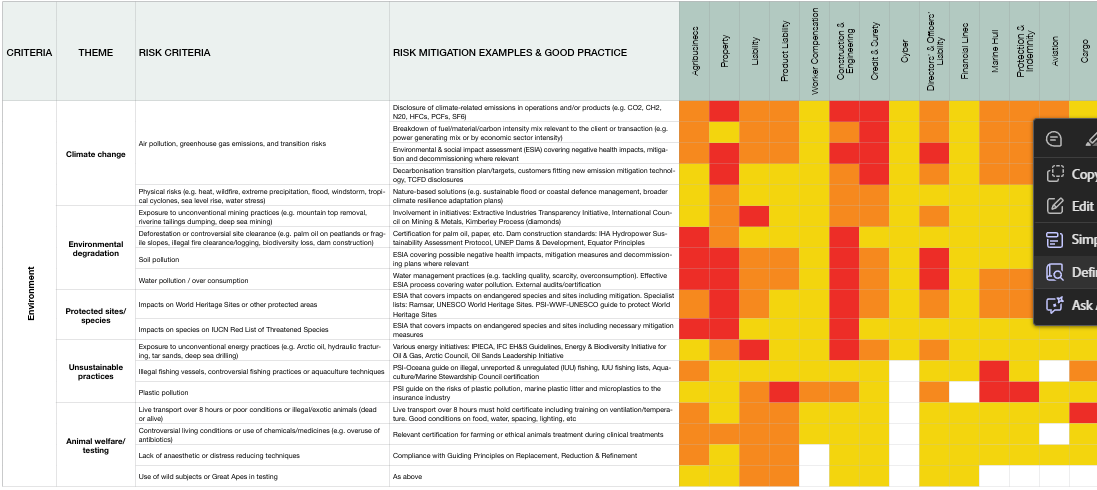 CRITERIA
THEME
RISK CRITERIA
RISK MITIGATION EXAMPLES & GOOD PRACTICE
Agribusiness
Property
Liability
Product Liability
Worker Compensation
Construction &
Engineering
Credit & Surety
Cyber
Directors' & Officers'
Liability
Financial Lines
Marine Hull
Protection &
Indemnity
Aviation
Cargo
Environment
Climate change
Air pollution, greenhouse gas emissions, and transition risks
Disclosure of climate-related emissions in operations and/or products (e.g. CO2, CH2,
N20, HFCs, PCFs, SF6)
Breakdown of fuel/material/carbon intensity mix relevant to the client or transaction (e.g.
power generating mix or by economic sector intensity)
Environmental & social impact assessment (ESIA) covering negative health impacts, mitiga-
tion and decommissioning where relevant
Decarbonisation transition plan/targets, customers fitting new emission mitigation technol-
ogy, TCFD disclosures
Physical risks (e.g. heat, wildfire, extreme precipitation, flood, windstorm, tropi-
cal cyclones, sea level rise, water stress)
Nature-based solutions (e.g. sustainable flood or coastal defence management, broader
climate resilience adaptation plans)
Environmental
degradation
Exposure to unconventional mining practices (e.g. mountain top removal,
riverine tailings dumping, deep sea mining)
Involvement in initiatives: Extractive Industries Transparency Initiative, International Coun-
cil on Mining & Metals, Kimberley Process (diamonds)
Deforestation or controversial site clearance (e.g. palm oil on peatlands or frag-
ile slopes, illegal fire clearance/logging, biodiversity loss, dam construction)
Certification for palm oil, paper, etc. Dam construction standards: IHA Hydropower Sus-
tainability Assessment Protocol, UNEP Dams & Development, Equator Principles
Soil pollution
ESIA covering possible negative health impacts, mitigation measures and decommission-
ing plans where relevant
Water pollution / over consumption
Water management practices (e.g. tackling quality, scarcity, overconsumption). Effective
ESIA process covering water pollution. External audits/certification
Protected sites/
species
Impacts on World Heritage Sites or other protected areas
ESIA that covers impacts on endangered species and sites including mitigation. Specialist
lists: Ramsar, UNESCO World Heritage Sites. PSI-WWF-UNESCO guide to protect World
Heritage Sites
Impacts on species on IUCN Red List of Threatened Species
ESIA that covers impacts on endangered species and sites including necessary mitigation
measures
Unsustainable
practices
Exposure to unconventional energy practices (e.g. Arctic oil, hydraulic fractur-
ing, tar sands, deep sea drilling)
Various energy initiatives: IPIECA, IFC EH&S Guidelines, Energy & Biodiversity Initiative for
Oil & Gas, Arctic Council, Oil Sands Leadership Initiative
Illegal fishing vessels, controversial fishing practices or aquaculture techniques
PSI-Oceana guide on illegal, unreported & unregulated (IUU) fishing, IUU fishing lists, Aqua-
culture/Marine Stewardship Council certification
Plastic pollution
PSI guide on the risks of plastic pollution, marine plastic litter and microplastics to the
insurance industry
Animal welfare/
testing
Live transport over 8 hours or poor conditions or illegal/exotic animals (dead
or alive)
Live transport over 8 hours must hold certificate including training on ventilation/tempera-
ture. Good conditions on food, water, spacing, lighting, etc
Controversial living conditions or use of chemicals/medicines (e.g. overuse of
antibiotics)
Relevant certification for farming or ethical animals treatment during clinical treatments
Lack of anaesthetic or distress reducing techniques
Compliance with Guiding Principles on Replacement, Reduction & Refinement
Use of wild subjects or Great Apes in testing
As above
Copy
Edit
Simp
Defin
Ask